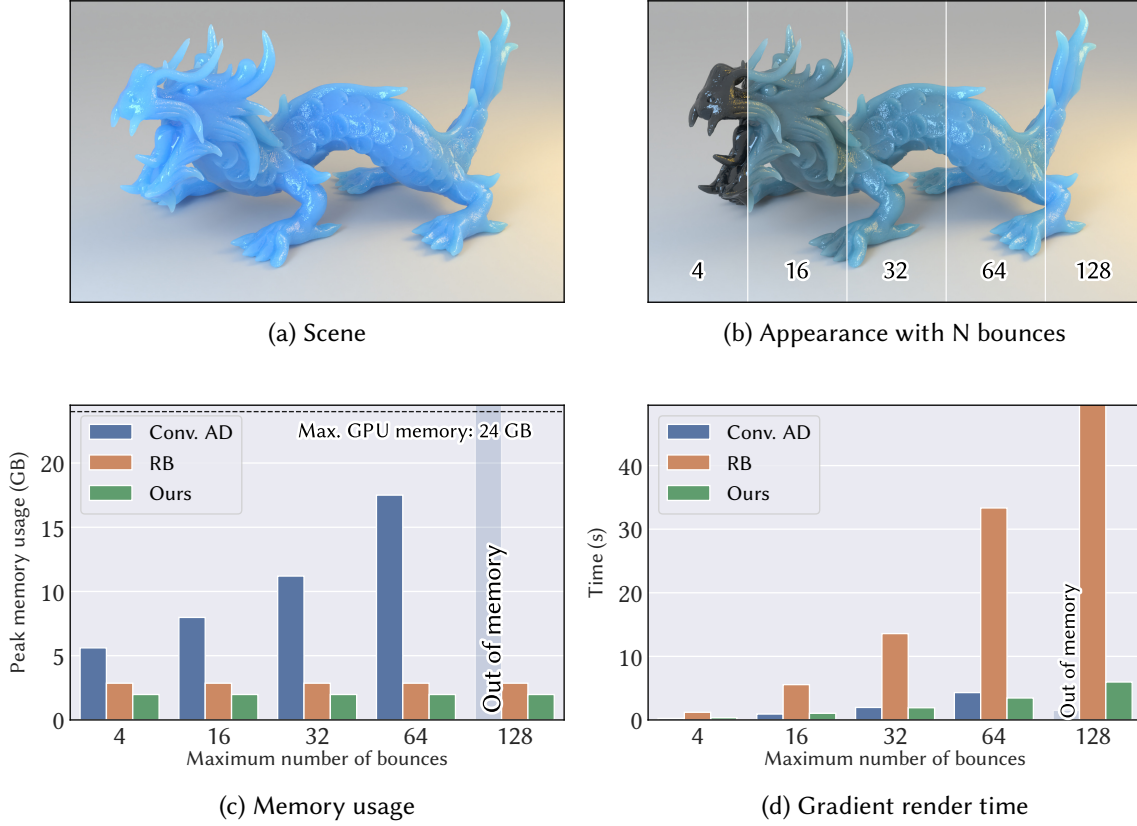 4 16 32 64 128
(a) Scene
(b) Appearance with N bounces
Peak memory usage (GB)
20
15
10
5
0
Conv. AD
RB
Ours
Max. GPU memory: 24 GB
Out of memory
4 16 32 64 128
Maximum number of bounces
(c) Memory usage
Time (s)
40
30
20
10
0
Conv. AD
RB
Ours
Out of memory
4 16 32 64 128
Maximum number of bounces
(d) Gradient render time